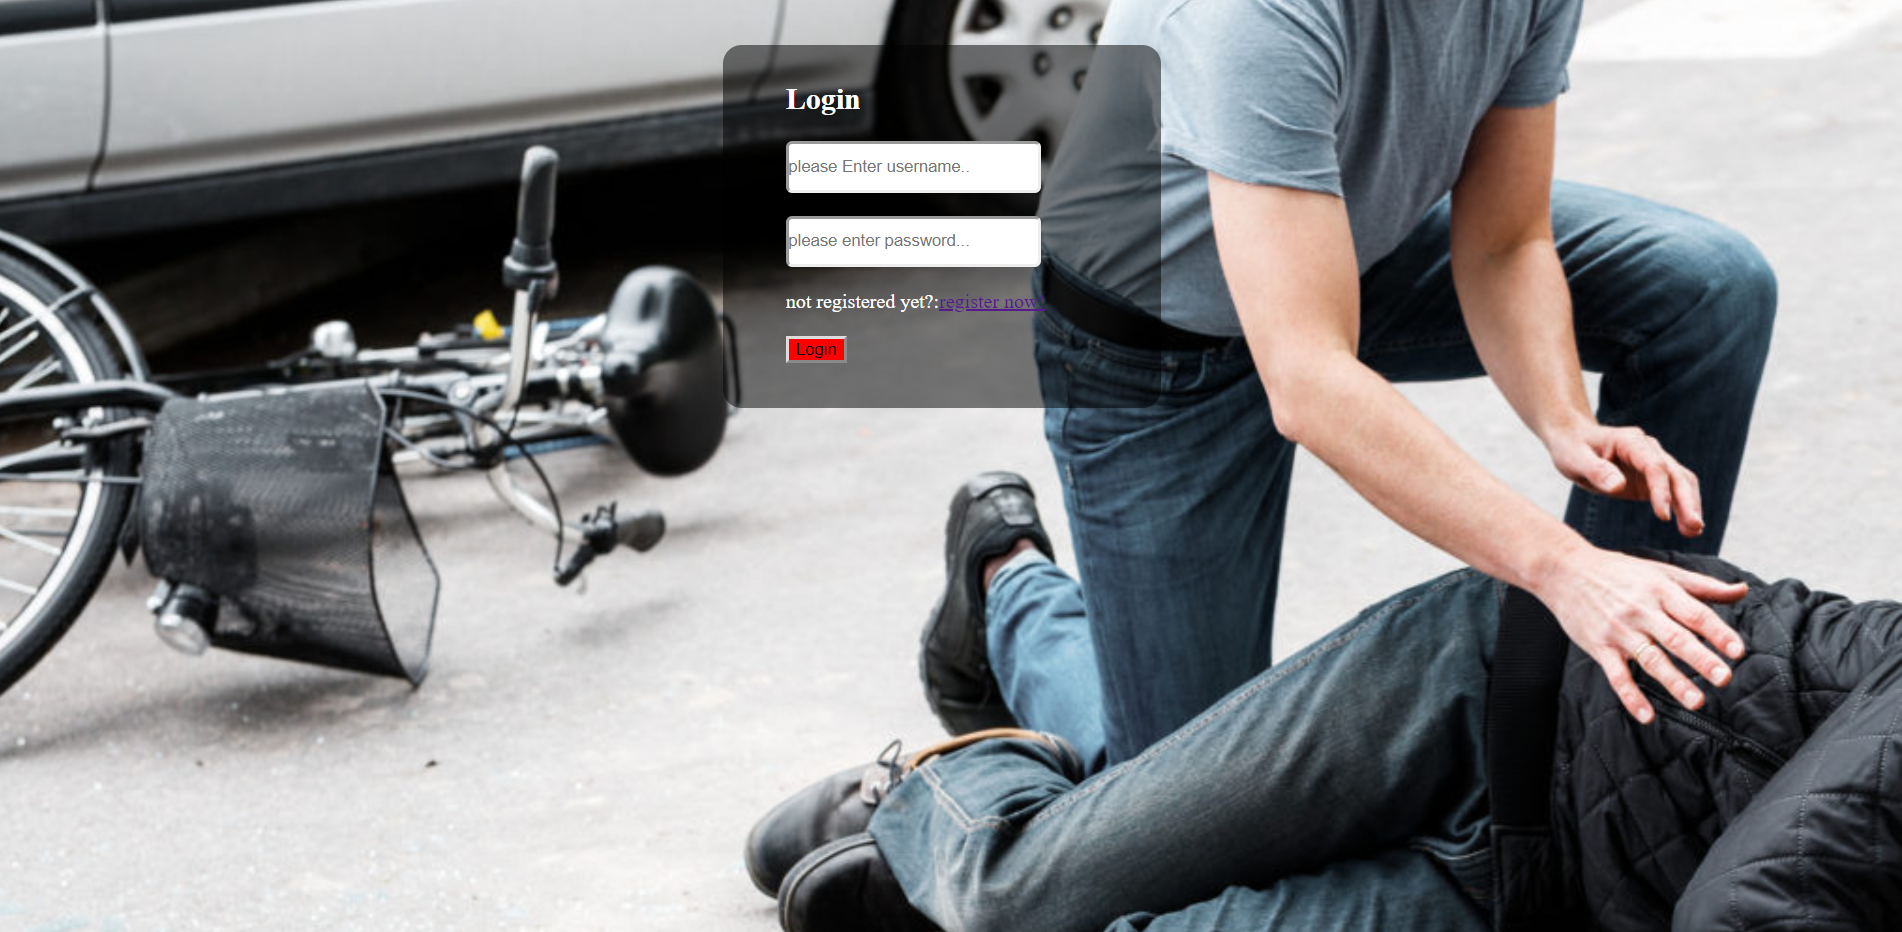 Login
please Enter username..
please enter password...
not registered yet?:register now?
Login